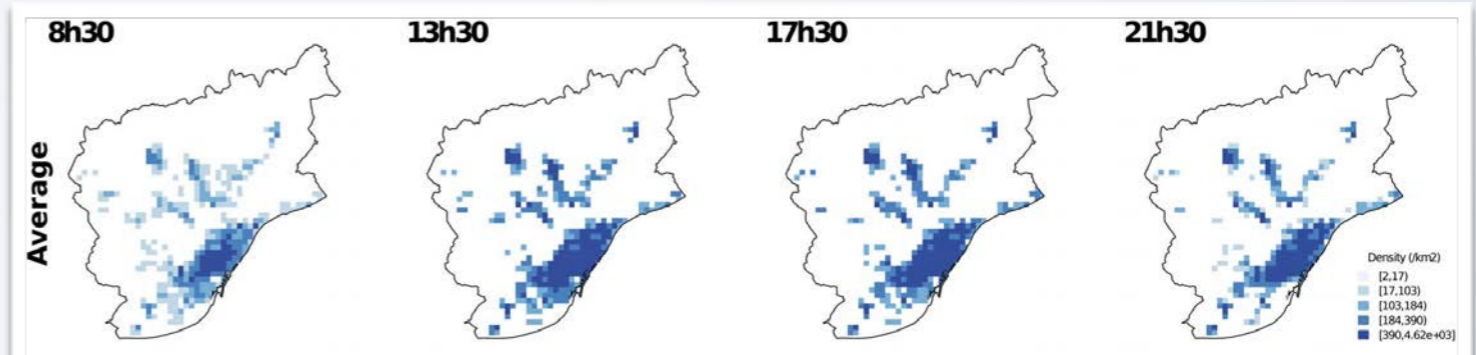 8h30
13h30
17h30
21h30
Average
Density (/km2)
[2,17)
[17,103)
[103,184)
[184,390)
[390,4.62e+03]